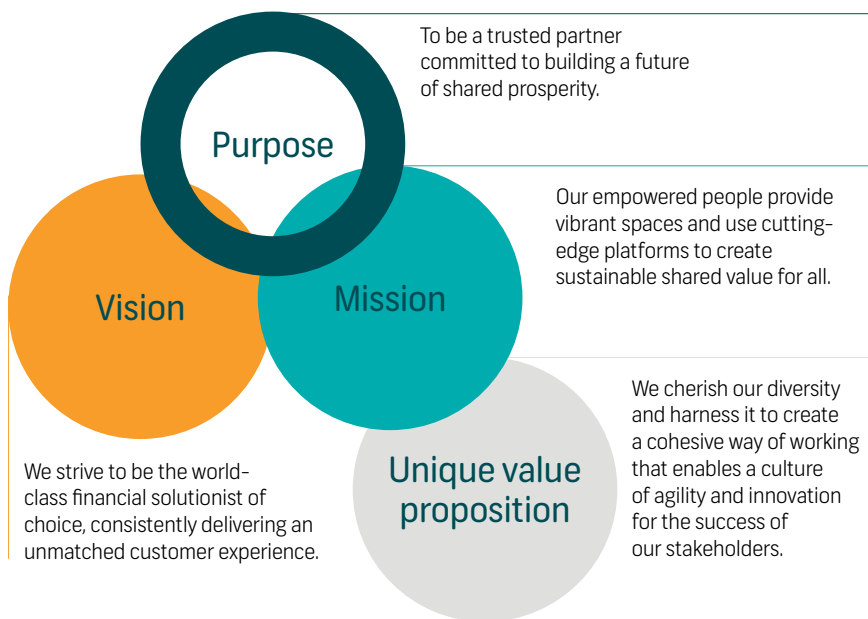 Purpose
To be a trusted partner
committed to building a future
of shared prosperity.
Mission
Our empowered people provide
vibrant spaces and use cutting-
edge platforms to create
sustainable shared value for all.
Vision
We strive to be the world-
class financial solutionist of
choice, consistently delivering an
unmatched customer experience.
Unique value
proposition
We cherish our diversity
and harness it to create
a cohesive way of working
that enables a culture
of agility and innovation
for the success of
our stakeholders.